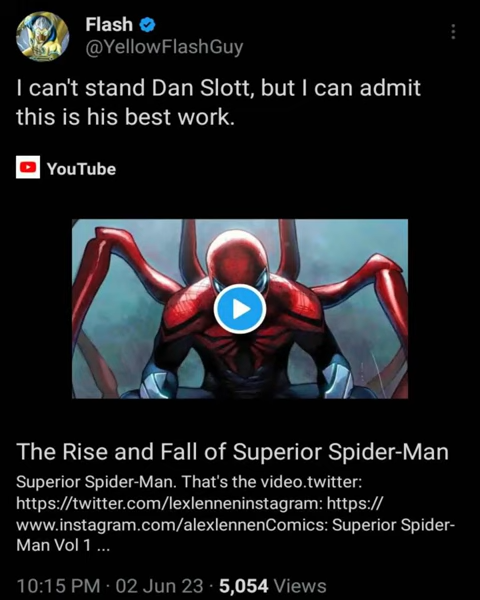 Flash
@YellowFlashGuy
I can't stand Dan Slott, but I can admit
this is his best work.
YouTube
The Rise and Fall of Superior Spider-Man
Superior Spider-Man. That's the video.twitter:
https://twitter.com/lexlenneninstagram: https://
www.instagram.com/alexlennenComics: Superior Spider-
Man Vol 1 ...
10:15 PM · 02 Jun 23 · 5,054 Views